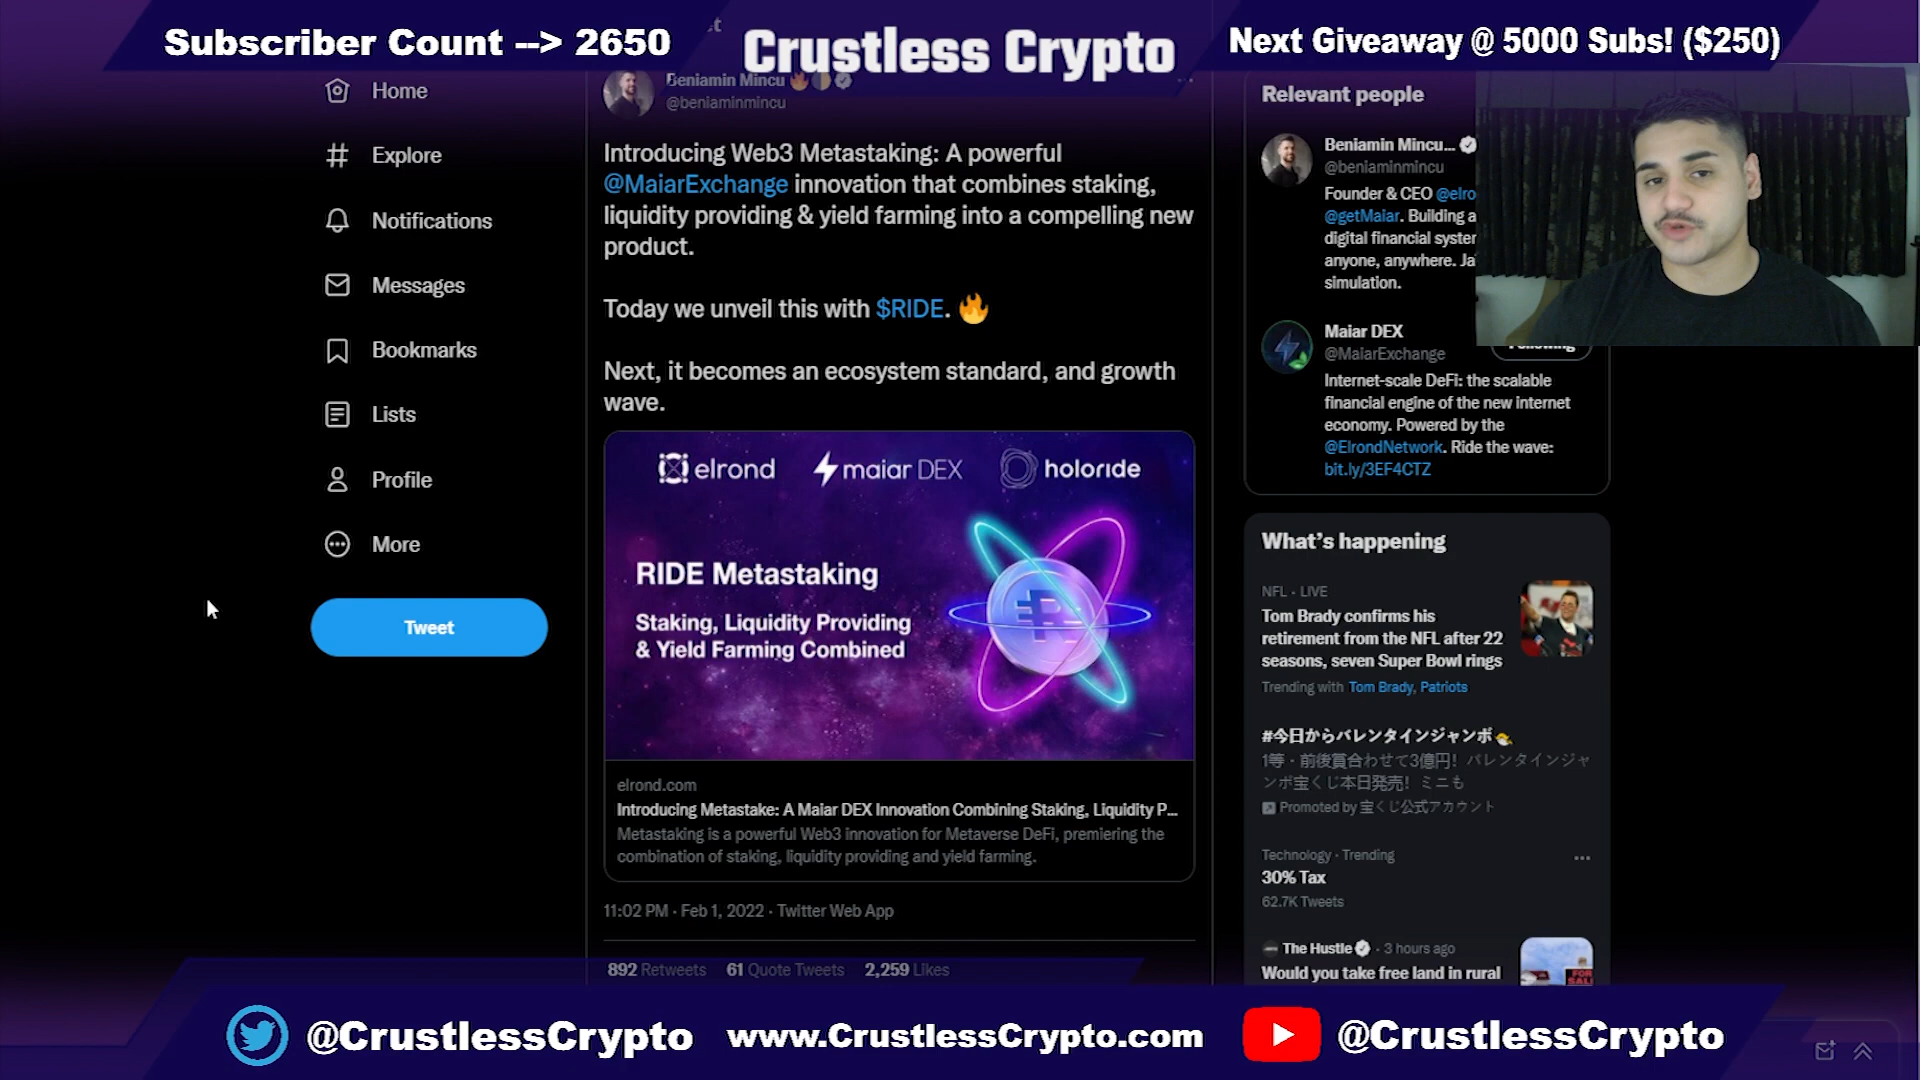 Subscriber Count --> 2650
Crustless Crypto
Next Giveaway @ 5000 Subs! ($250)
Home
Explore
Notifications
Messages
Bookmarks
Lists
Profile
More
Tweet
Beniamin Mincu
@beniaminmincu
Introducing Web3 Metastaking: A powerful
@MaiarExchange innovation that combines staking,
liquidity providing & yield farming into a compelling new
product.
Today we unveil this with $RIDE. 🔥
Next, it becomes an ecosystem standard, and growth
wave.
elrond
maiar DEX
holoride
RIDE Metastaking
Staking, Liquidity Providing
& Yield Farming Combined
elrond.com
Introducing Metastake: A Maiar DEX Innovation Combining Staking, Liquidity P...
Metastaking is a powerful Web3 innovation for Metaverse DeFi, premiering the
combination of staking, liquidity providing and yield farming.
11:02 PM · Feb 1, 2022 · Twitter Web App
892 Retweets 61 Quote Tweets 2,259 Likes
Relevant people
Beniamin Mincu...
@beniaminmincu
Founder & CEO @elro
@getMaiar. Building a
digital financial system
anyone, anywhere. Ja
simulation.
Maiar DEX
@MaiarExchange
Following
Internet-scale DeFi: the scalable
financial engine of the new internet
economy. Powered by the
@ElrondNetwork. Ride the wave:
bit.ly/3EF4CTZ
What's happening
NFL · LIVE
Tom Brady confirms his
retirement from the NFL after 22
seasons, seven Super Bowl rings
Trending with Tom Brady, Patriots
#今日からバレンタインジャンボ
1等・前後賞合わせて3億円！バレンタインジャ
ンボ宝くじ本日発売！ミニも
Promoted by 宝くじ公式アカウント
Technology · Trending
30% Tax
62.7K Tweets
The Hustle · 3 hours ago
Would you take free land in rural
FOR
@CrustlessCrypto
www.CrustlessCrypto.com
@CrustlessCrypto